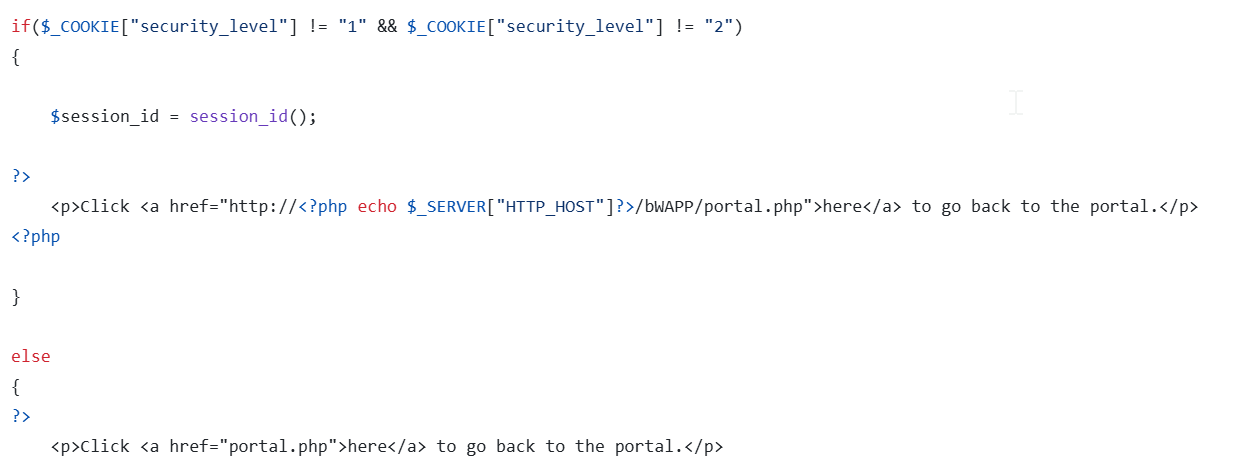 if($_COOKIE["security_level"] != "1" && $_COOKIE["security_level"] != "2")
{
$session_id = session_id();
?>
<p>Click <a href="http://<?php echo $_SERVER["HTTP_HOST"]?>/bWAPP/portal.php">here</a> to go back to the portal.</p>
<?php
}
else
{
?>
<p>Click <a href="portal.php">here</a> to go back to the portal.</p>